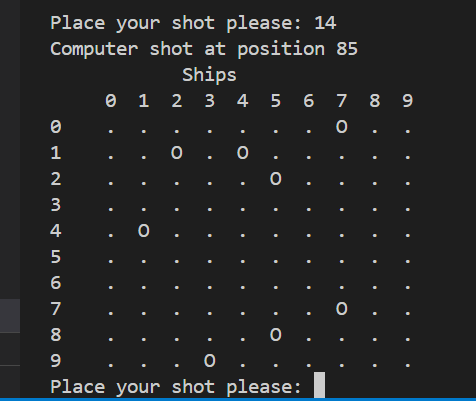 Place your shot please: 14
Computer shot at position 85
Ships
0 1 2 3 4 5 6 7 8 9
0 . . . . . . . O . .
1 . . O . O . . . . .
2 . . . . . O . . . .
3 . . . . . . . . . .
4 . O . . . . . . . .
5 . . . . . . . . . .
6 . . . . . . . . . .
7 . . . . . . . O . .
8 . . . . . O . . . .
9 . . . O . . . . . .
Place your shot please: